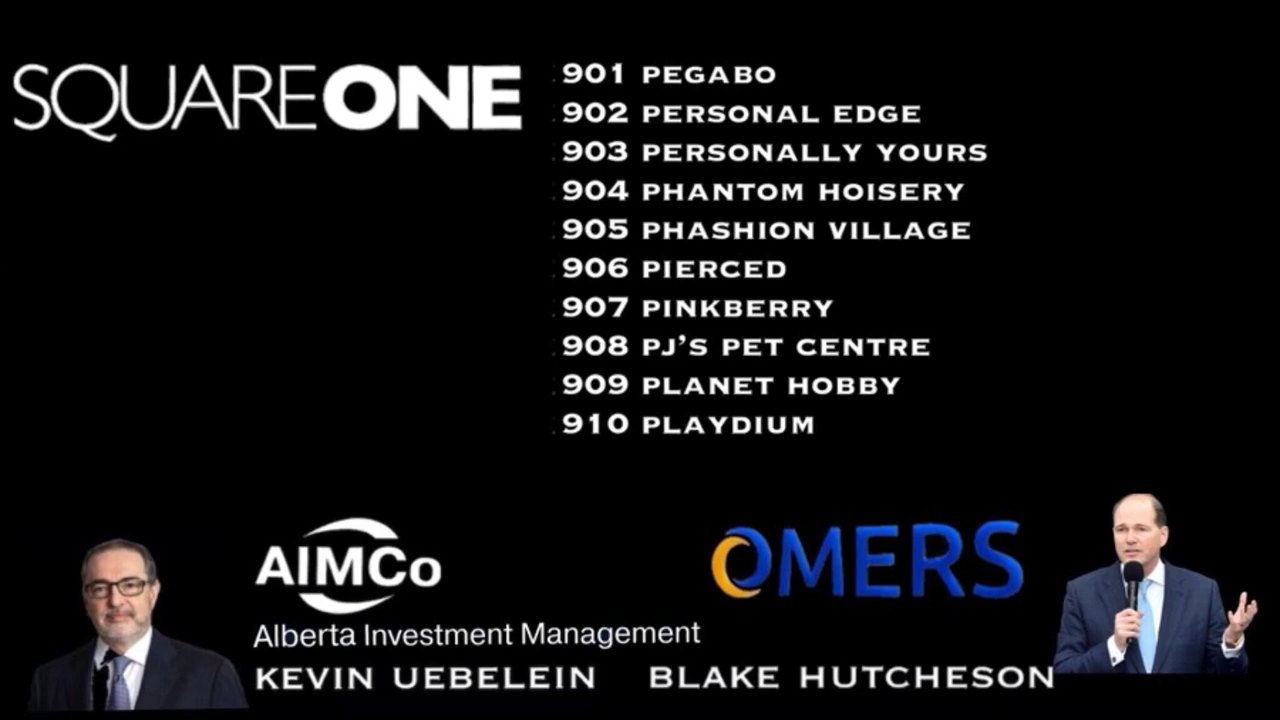 SQUAREONE
901 PEGABO
902 PERSONAL EDGE
903 PERSONALLY YOURS
904 PHANTOM HOISERY
905 PHASHION VILLAGE
906 PIERCED
907 PINKBERRY
908 PJ'S PET CENTRE
909 PLANET HOBBY
910 PLAYDIUM
AIMCo
Alberta Investment Management
KEVIN UEBELEIN
OMERS
BLAKE HUTCHESON